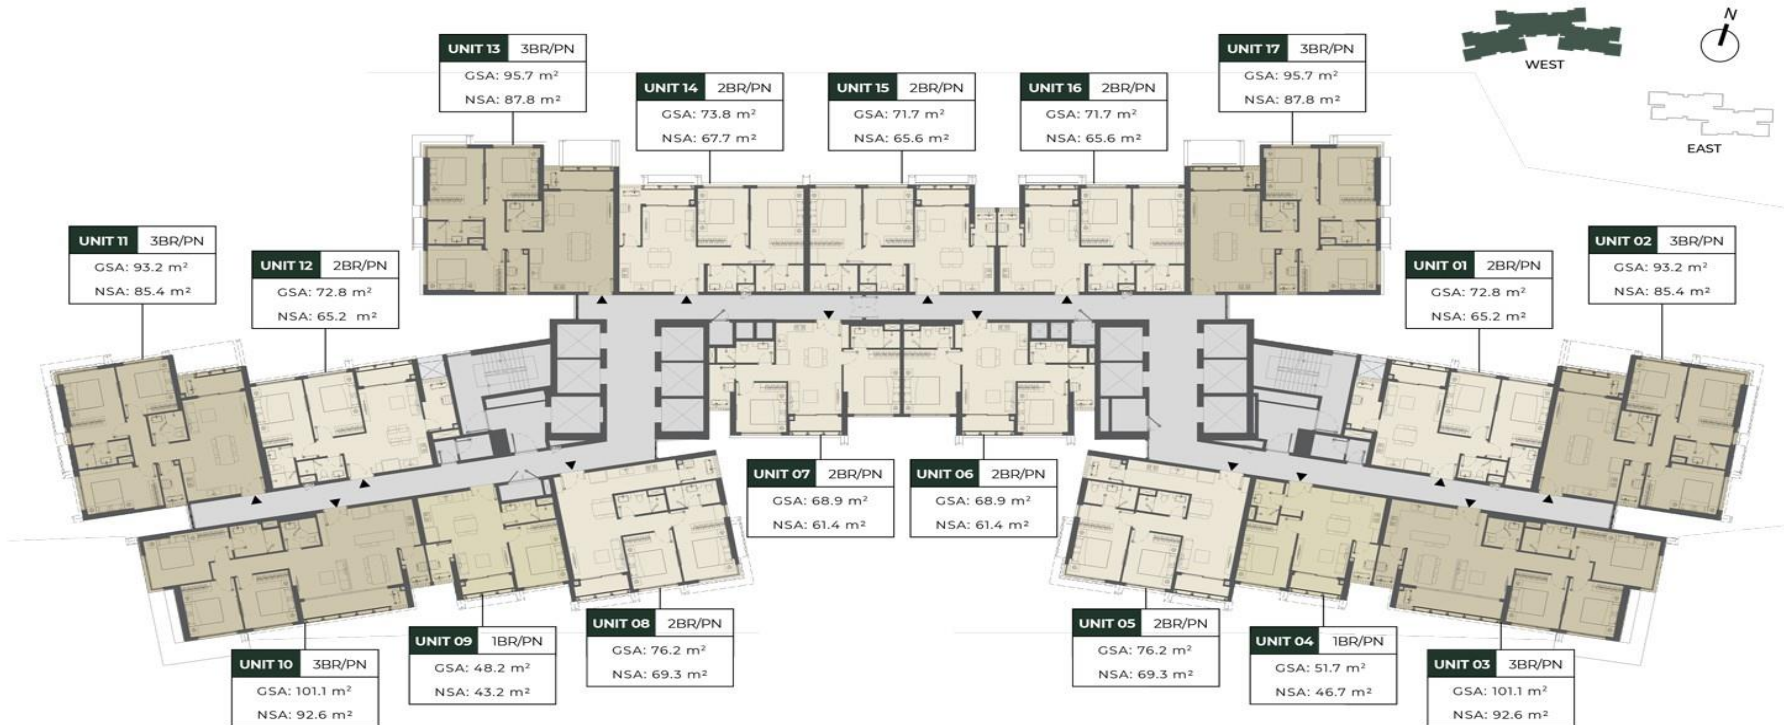 N
WEST
EAST
UNIT 13 3BR/PN
GSA: 95.7 m²
NSA: 87.8 m²
UNIT 14 2BR/PN
GSA: 73.8 m²
NSA: 67.7 m²
UNIT 15 2BR/PN
GSA: 71.7 m²
NSA: 65.6 m²
UNIT 16 2BR/PN
GSA: 71.7 m²
NSA: 65.6 m²
UNIT 17 3BR/PN
GSA: 95.7 m²
NSA: 87.8 m²
UNIT 11 3BR/PN
GSA: 93.2 m²
NSA: 85.4 m²
UNIT 12 2BR/PN
GSA: 72.8 m²
NSA: 65.2 m²
UNIT 01 2BR/PN
GSA: 72.8 m²
NSA: 65.2 m²
UNIT 02 3BR/PN
GSA: 93.2 m²
NSA: 85.4 m²
UNIT 07 2BR/PN
GSA: 68.9 m²
NSA: 61.4 m²
UNIT 06 2BR/PN
GSA: 68.9 m²
NSA: 61.4 m²
UNIT 10 3BR/PN
GSA: 101.1 m²
NSA: 92.6 m²
UNIT 09 1BR/PN
GSA: 48.2 m²
NSA: 43.2 m²
UNIT 08 2BR/PN
GSA: 76.2 m²
NSA: 69.3 m²
UNIT 05 2BR/PN
GSA: 76.2 m²
NSA: 69.3 m²
UNIT 04 1BR/PN
GSA: 51.7 m²
NSA: 46.7 m²
UNIT 03 3BR/PN
GSA: 101.1 m²
NSA: 92.6 m²